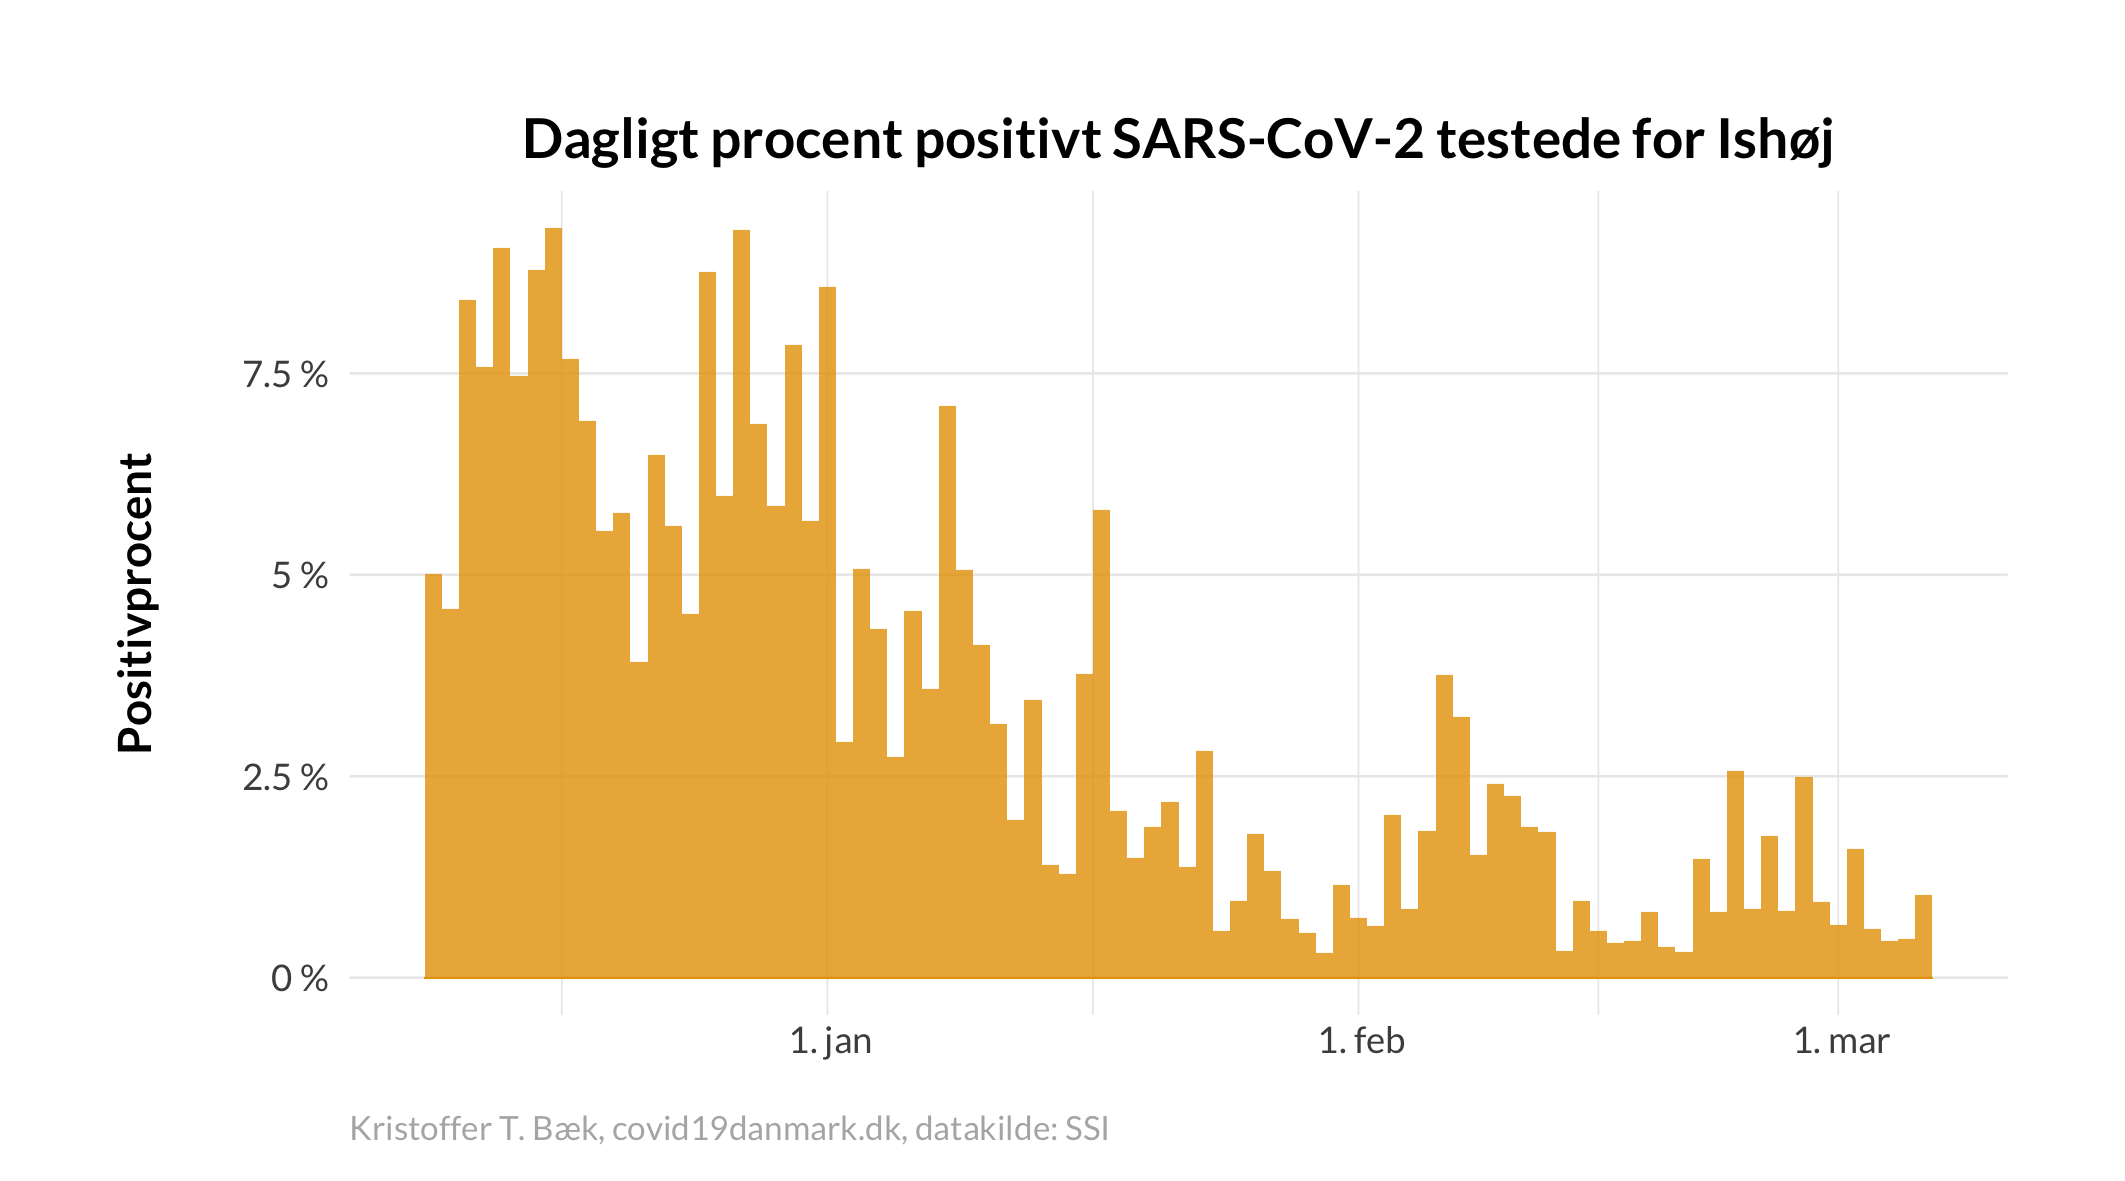 Dagligt procent positivt SARS-CoV-2 testede for Ishøj
Positivprocent
7.5 %
5 %
2.5 %
0 %
1. jan
1. feb
1. mar
Kristoffer T. Bæk, covid19danmark.dk, datakilde: SSI